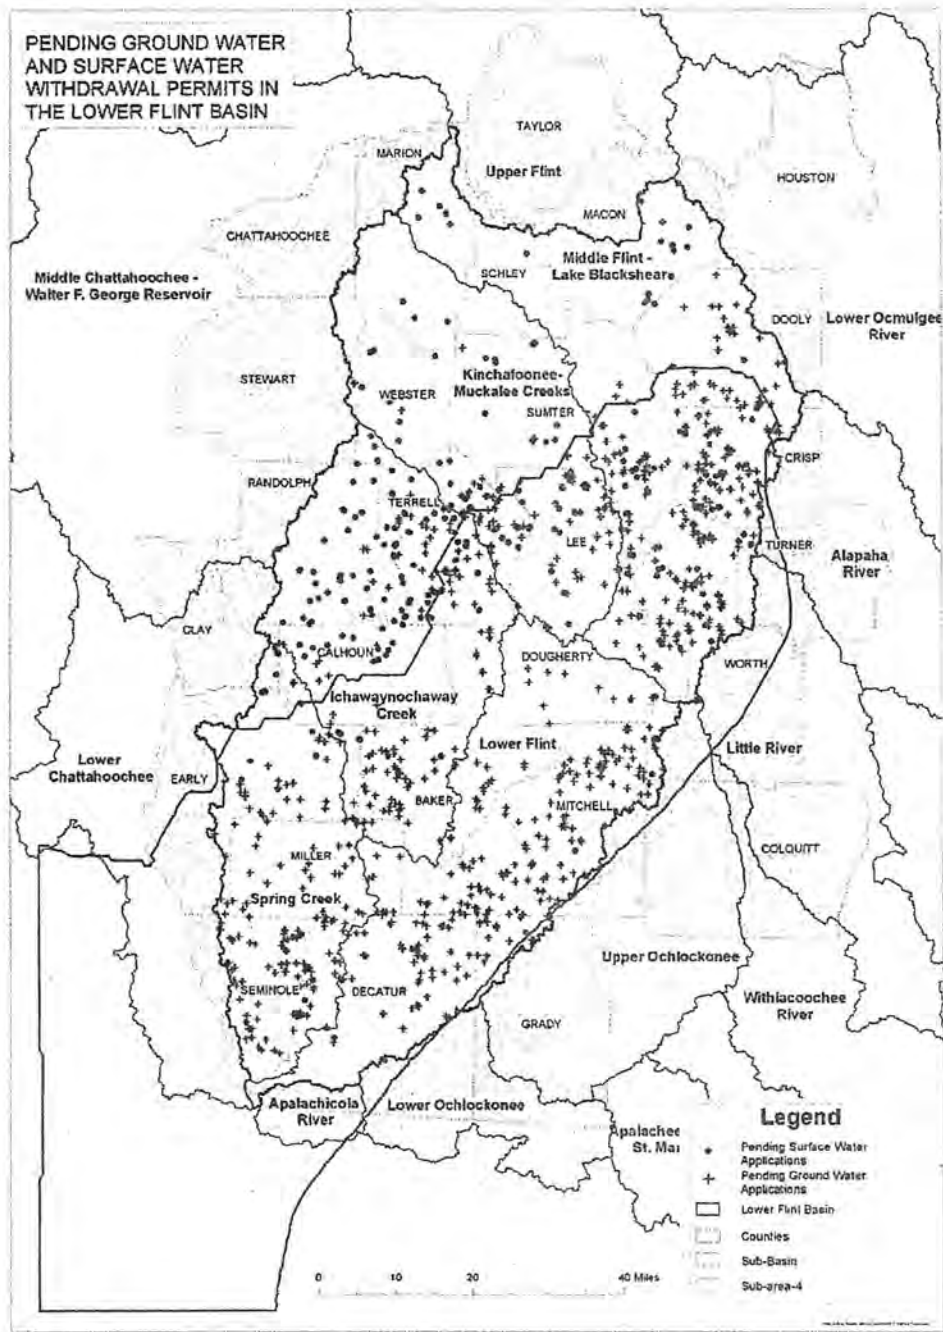 PENDING GROUND WATER
AND SURFACE WATER
WITHDRAWAL PERMITS IN
THE LOWER FLINT BASIN
TAYLOR
MARION
Upper Flint
HOUSTON
MACON
CHATTAHOOCHEE
Middle Flint -
Lake Blackshear
SCHLEY
Middle Chattahoochee -
Walter F. George Reservoir
DOOLY
Lower Ocmulgee
River
STEWART
Kinchafoonee-
Muckalee Creeks
WEBSTER
SUMTER
CRISP
RANDOLPH
TERRELL
LEE
TURNER
Alapaha
River
CLAY
CALHOUN
DOUGHERTY
WORTH
Ichawaynochaway
Creek
Lower Flint
Little River
Lower
Chattahoochee
EARLY
BAKER
MITCHELL
COLQUITT
MILLER
Spring Creek
Upper Ochlockonee
SEMINOLE
DECATUR
Withlacoochee
River
GRADY
Apalachicola
River
Lower Ochlockonee
Apalachee
St. Mar
Legend
Pending Surface Water
Applications
Pending Ground Water
Applications
Lower Flint Basin
Counties
Sub-Basin
Sub-area-4
0 10 20 40 Miles